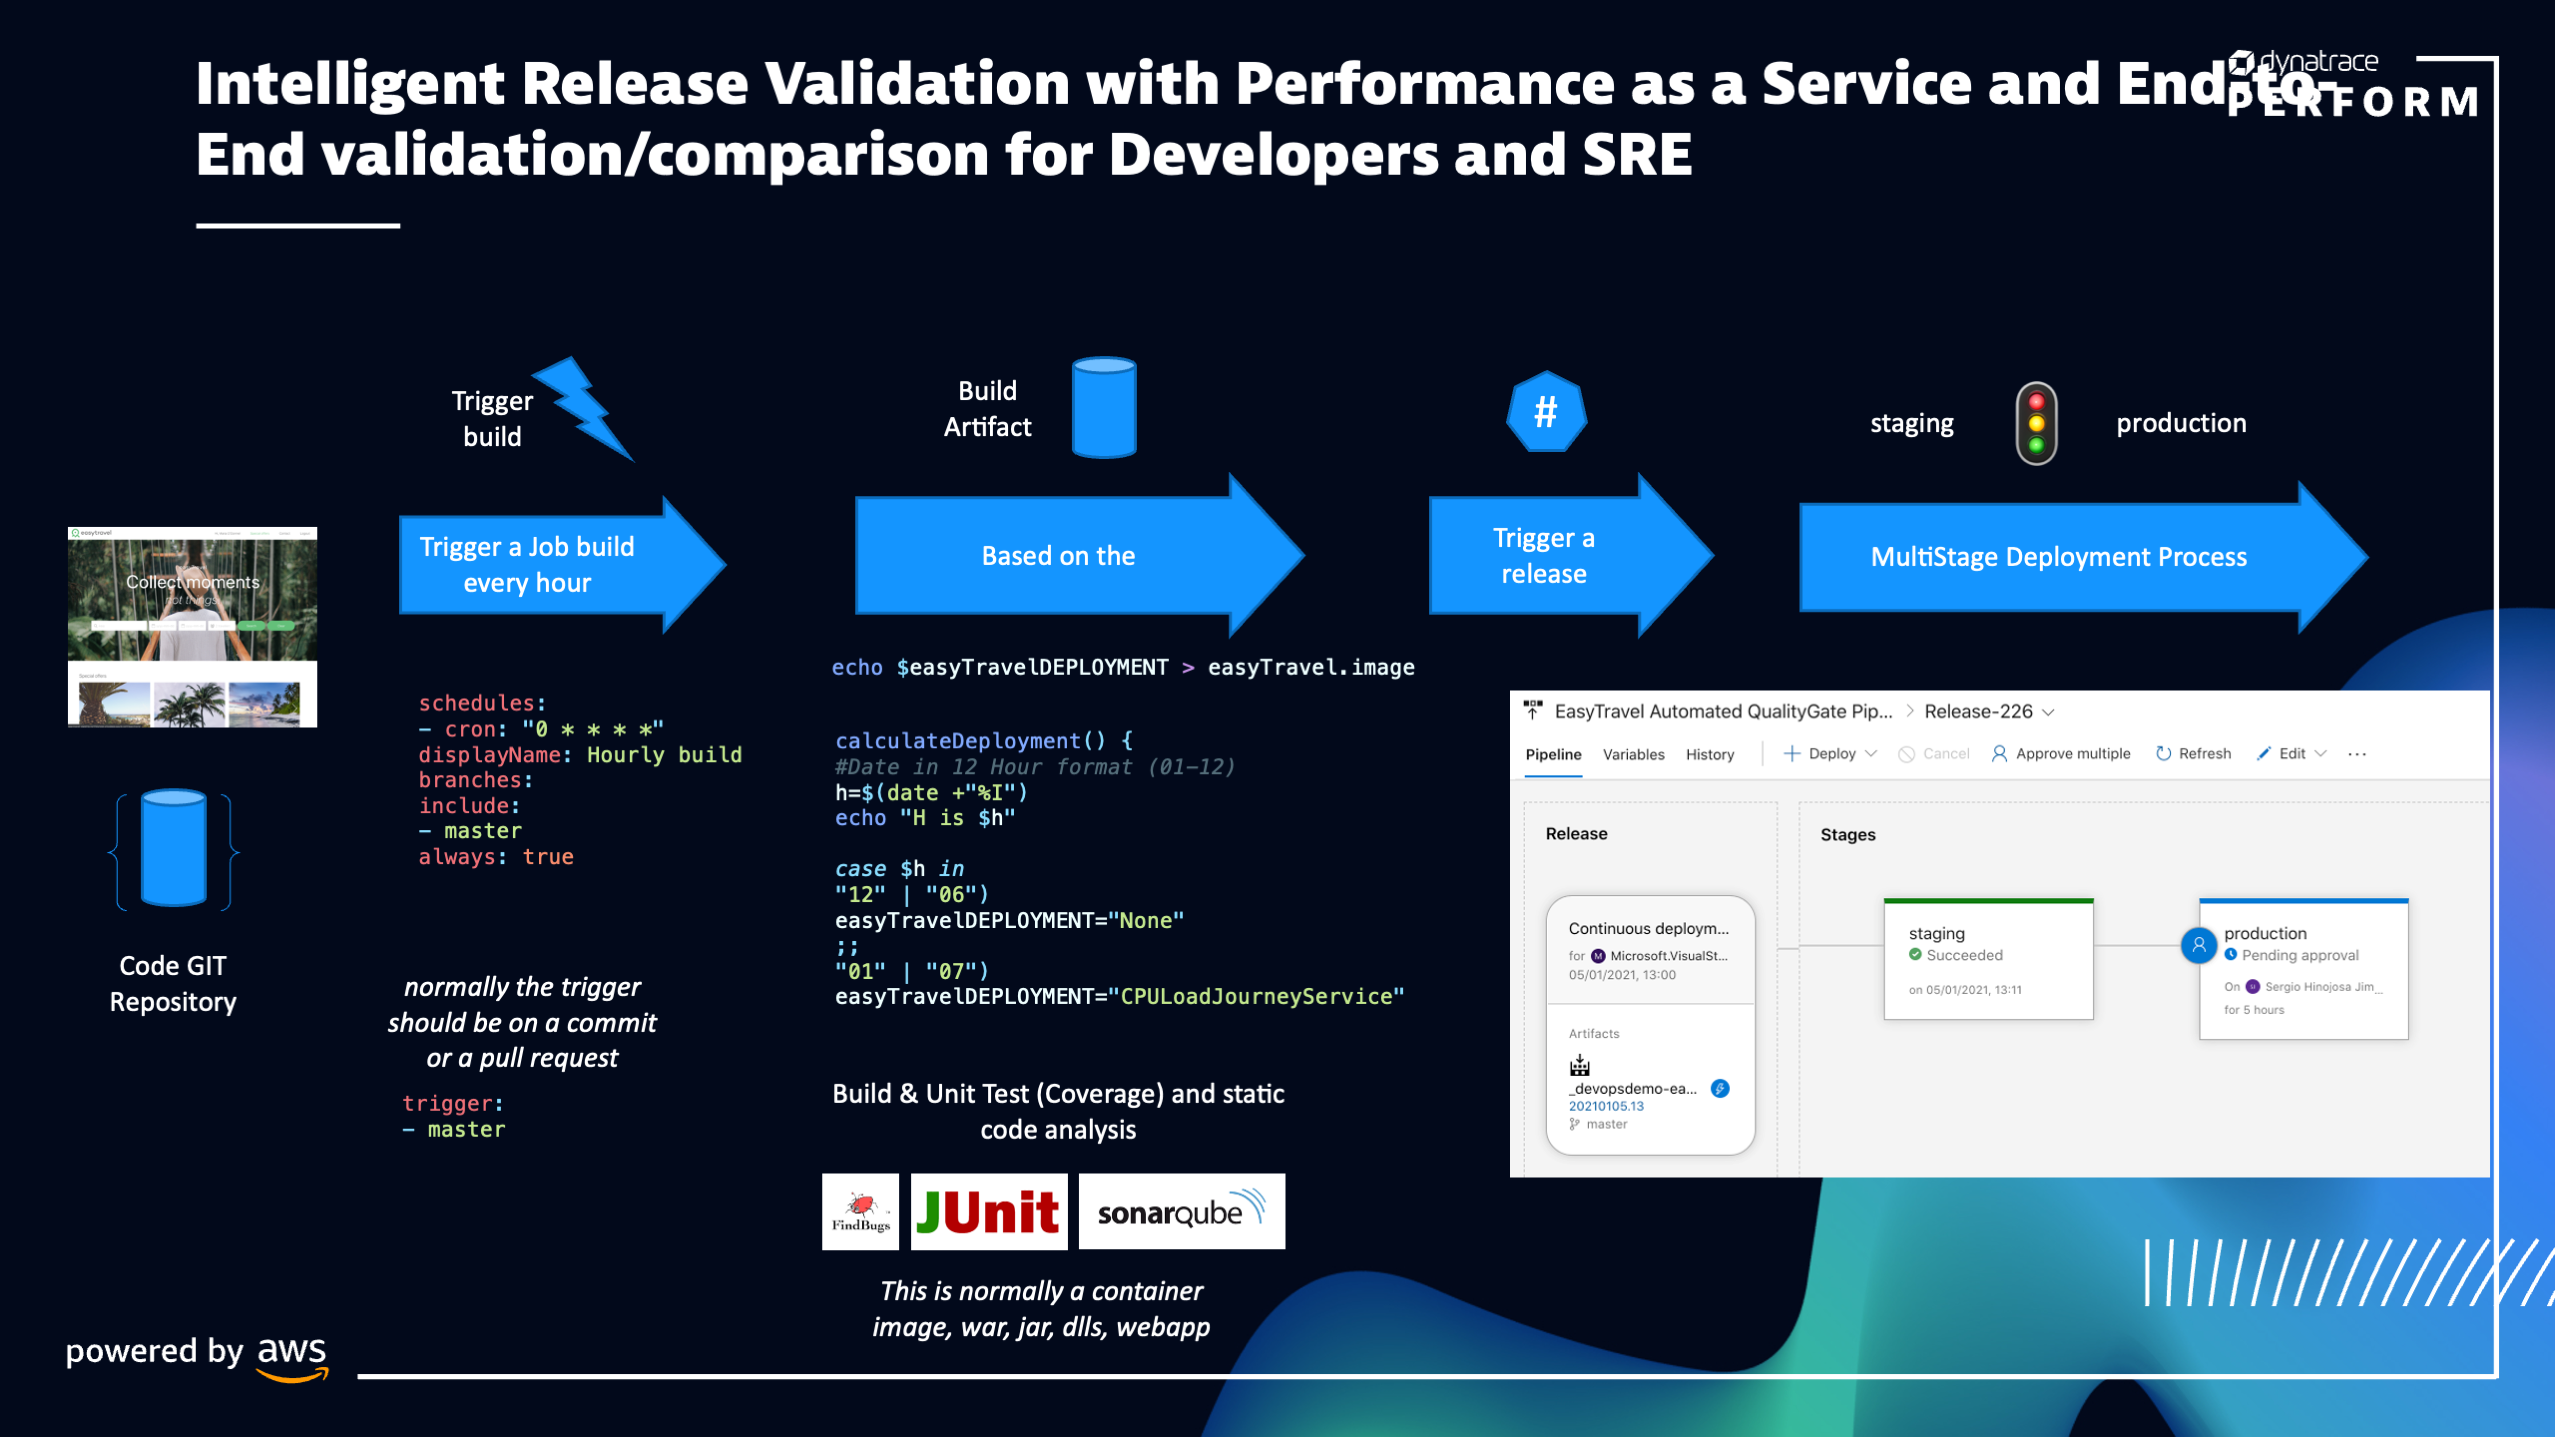 Intelligent Release Validation with Performance as a Service and End-to-
End validation/comparison for Developers and SRE
dynatrace
PERFORM
Trigger
build
Build
Artifact
#
staging
production
easytravel
Collect moments
not things
Special offers
Trigger a Job build
every hour
Based on the
Trigger a
release
MultiStage Deployment Process
Code GIT
Repository
schedules:
- cron: "0 * * * *"
displayName: Hourly build
branches:
include:
- master
always: true
normally the trigger
should be on a commit
or a pull request
trigger:
- master
echo $easyTravelDEPLOYMENT > easyTravel.image
calculateDeployment() {
#Date in 12 Hour format (01-12)
h=$(date +"%I")
echo "H is $h"
case $h in
"12" | "06")
easyTravelDEPLOYMENT="None"
;;
"01" | "07")
easyTravelDEPLOYMENT="CPULoadJourneyService"
Build & Unit Test (Coverage) and static
code analysis
FindBugs
JUnit
sonarqube
This is normally a container
image, war, jar, dlls, webapp
EasyTravel Automated QualityGate Pip... > Release-226
Pipeline Variables History + Deploy Cancel Approve multiple Refresh Edit ...
Release
Stages
Continuous deploym...
for M Microsoft.VisualSt...
05/01/2021, 13:00
Artifacts
_devopsdemo-ea...
20210105.13
master
staging
Succeeded
on 05/01/2021, 13:11
production
Pending approval
On Sergio Hinojosa Jim...
for 5 hours
powered by aws